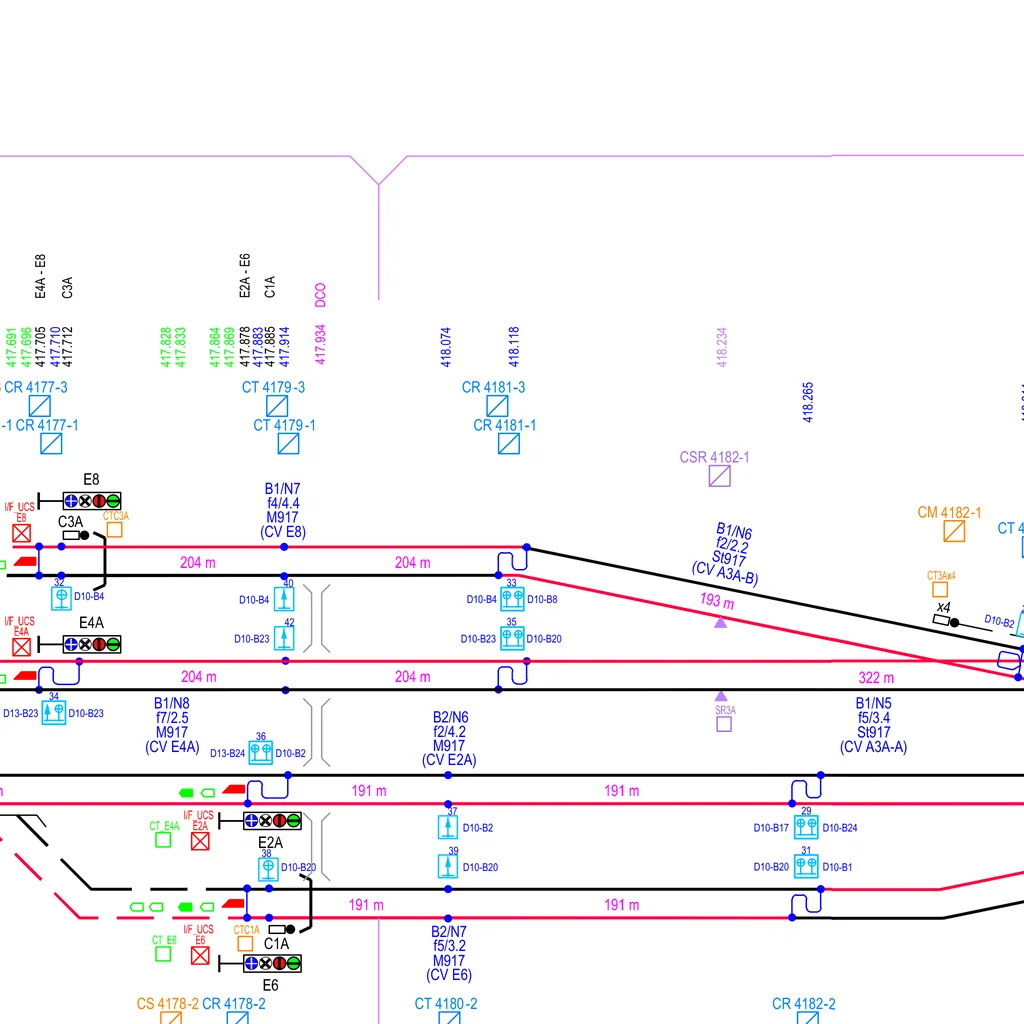 E4A - E8
C3A
E2A - E6
C1A
DCO
417.691
417.696
417.705
417.710
417.712
417.828
417.833
417.864
417.869
417.878
417.883
417.885
417.914
417.934
418.074
418.118
418.234
418.265
CR 4177-3
CT 4179-3
CR 4181-3
-1 CR 4177-1
CT 4179-1
CR 4181-1
CSR 4182-1
CM 4182-1
CT 4
E8
I/F_UCS
E8
C3A
CTC3A
B1/N7
f4/4.4
M917
(CV E8)
B1/N6
f2/2.2
St917
(CV A3A-B)
204 m
204 m
193 m
CT3Ax4
x4
D10-B2
32
D10-B4
40
D10-B4
33
D10-B4
D10-B8
I/F_UCS
E4A
E4A
42
D10-B23
35
D10-B23
D10-B20
204 m
204 m
322 m
34
D13-B23
D10-B23
B1/N8
f7/2.5
M917
(CV E4A)
B2/N6
f2/4.2
M917
(CV E2A)
SR3A
B1/N5
f5/3.4
St917
(CV A3A-A)
36
D13-B24
D10-B2
191 m
191 m
CT_E4A
I/F_UCS
E2A
E2A
37
D10-B2
29
D10-B17
D10-B24
38
D10-B20
39
D10-B20
31
D10-B20
D10-B1
191 m
191 m
CT_E6
I/F_UCS
E6
CTC1A
C1A
E6
B2/N7
f5/3.2
M917
(CV E6)
CS 4178-2
CR 4178-2
CT 4180-2
CR 4182-2